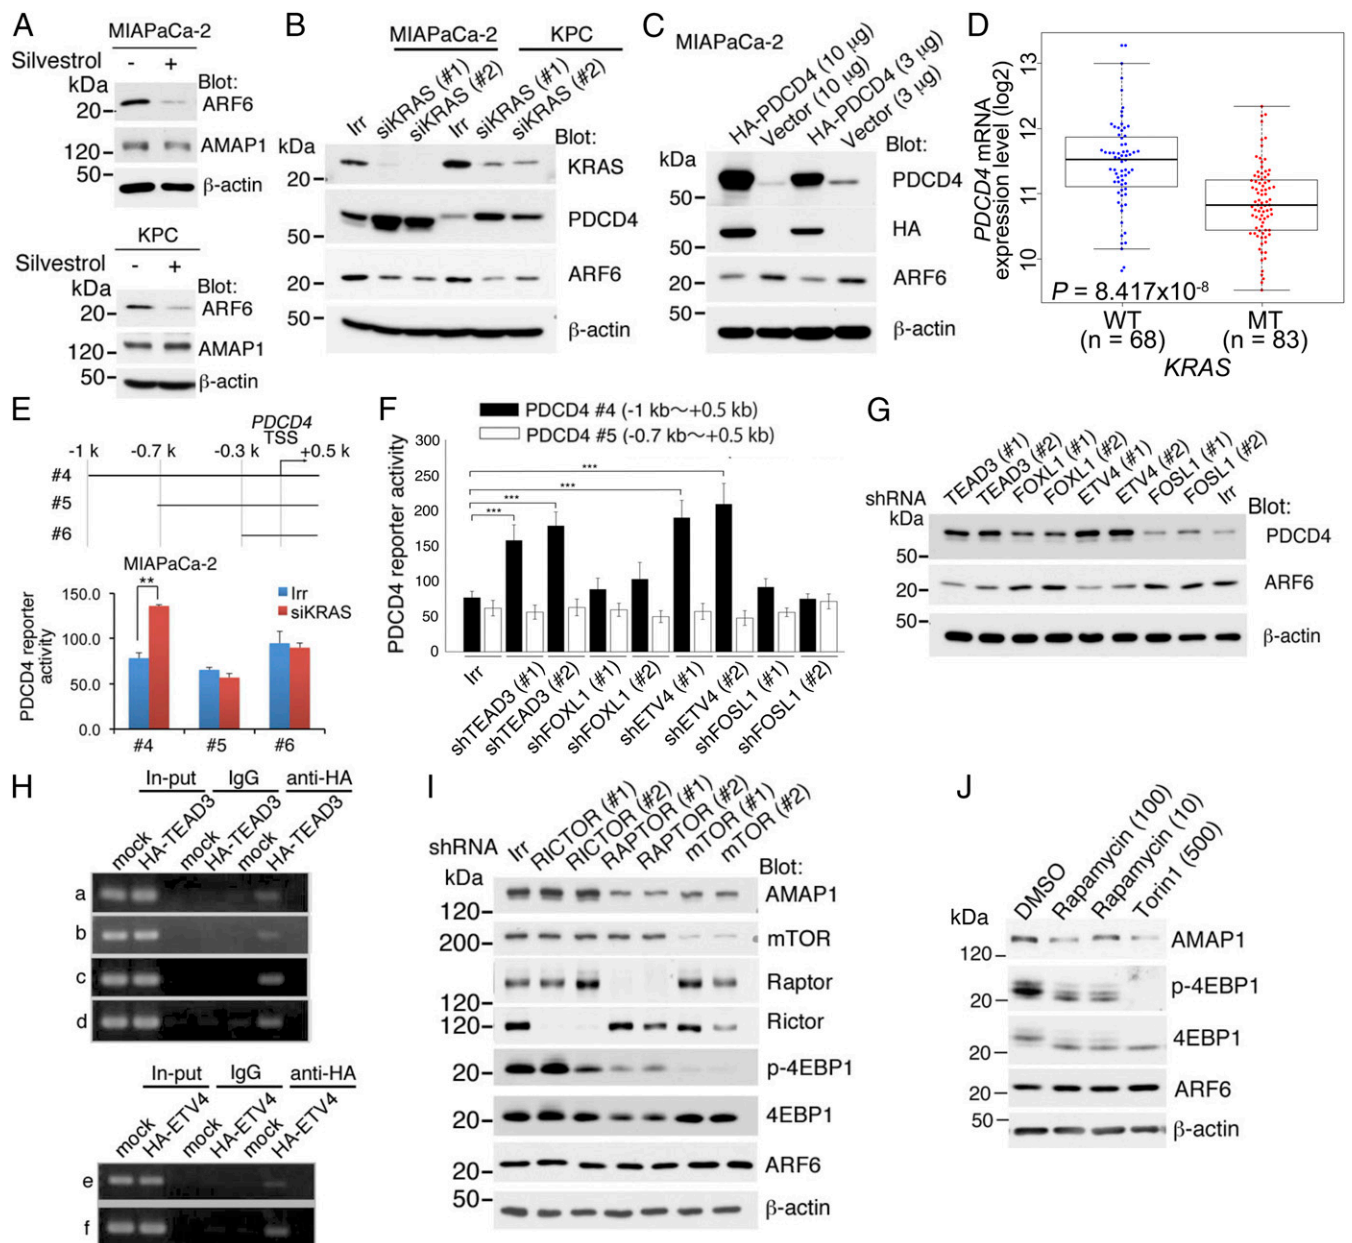 A
MIAPaCa-2
Silvestrol - +
kDa
Blot:
20
ARF6
120
AMAP1
50
β-actin
KPC
Silvestrol - +
kDa
Blot:
20
ARF6
120
AMAP1
50
β-actin
B
MIAPaCa-2 KPC
Irr
siKRAS (#1)
siKRAS (#2)
Irr
siKRAS (#1)
siKRAS (#2)
Blot:
kDa
20
KRAS
50
PDCD4
20
ARF6
50
β-actin
C
MIAPaCa-2
HA-PDCD4 (10 μg)
Vector (10 μg)
HA-PDCD4 (3 μg)
Vector (3 μg)
Blot:
kDa
50
PDCD4
50
HA
20
ARF6
50
β-actin
D
PDCD4 mRNA
expression level (log2)
13
12
11
10
P = 8.417x10-8
WT MT
(n = 68) (n = 83)
KRAS
E
PDCD4
TSS
-1 k -0.7 k -0.3 k +0.5 k
#4
#5
#6
MIAPaCa-2
PDCD4 reporter
activity
150.0
100.0
50.0
0.0
**
Irr
siKRAS
#4 #5 #6
F
PDCD4 #4 (-1 kb～+0.5 kb)
PDCD4 #5 (-0.7 kb～+0.5 kb)
PDCD4 reporter activity
300
250
200
150
100
50
0
***
***
***
***
Irr
shTEAD3 (#1)
shTEAD3 (#2)
shFOXL1 (#1)
shFOXL1 (#2)
shETV4 (#1)
shETV4 (#2)
shFOSL1 (#1)
shFOSL1 (#2)
G
shRNA
TEAD3 (#1)
TEAD3 (#2)
FOXL1 (#1)
FOXL1 (#2)
ETV4 (#1)
ETV4 (#2)
FOSL1 (#1)
FOSL1 (#2)
Irr
Blot:
kDa
50
PDCD4
20
ARF6
50
β-actin
H
In-put IgG anti-HA
mock
HA-TEAD3
mock
HA-TEAD3
mock
HA-TEAD3
a
b
c
d
In-put IgG anti-HA
mock
HA-ETV4
mock
HA-ETV4
mock
HA-ETV4
e
f
I
shRNA
Irr
RICTOR (#1)
RICTOR (#2)
RAPTOR (#1)
RAPTOR (#2)
mTOR (#1)
mTOR (#2)
Blot:
kDa
120
AMAP1
200
mTOR
120
Raptor
120
Rictor
20
p-4EBP1
20
4EBP1
20
ARF6
50
β-actin
J
DMSO
Rapamycin (100)
Rapamycin (10)
Torin1 (500)
kDa
120
AMAP1
20
p-4EBP1
20
4EBP1
20
ARF6
50
β-actin